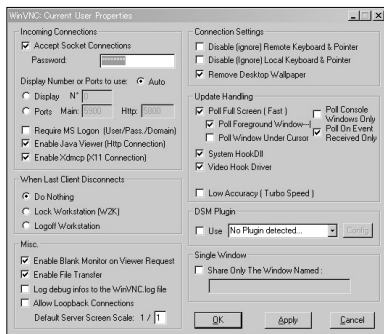 WinVNC: Current User Properties
Incoming Connections
Accept Socket Connections
Password:
Display Number or Ports to use:
Auto
Display N° 0
Ports Main: 5900 Http: 5800
Require MS Logon (User/Pass./Domain)
Enable Java Viewer (Http Connection)
Enable Xdmcp (X11 Connection)
When Last Client Disconnects
Do Nothing
Lock Workstation (W2K)
Logoff Workstation
Misc.
Enable Blank Monitor on Viewer Request
Enable File Transfer
Log debug infos to the WinVNC.log file
Allow Loopback Connections
Default Server Screen Scale: 1 / 1
Connection Settings
Disable (ignore) Remote Keyboard & Pointer
Disable (Ignore) Local Keyboard & Pointer
Remove Desktop Wallpaper
Update Handling
Poll Full Screen (Fast)
Poll Foreground Window--(
Poll Window Under Cursor
Poll Console
Windows Only
Poll On Event
Received Only
System HookDll
Video Hook Driver
Low Accuracy (Turbo Speed)
DSM Plugin
Use
No Plugin detected...
Config.
Single Window
Share Only The Window Named :
OK
Apply
Cancel